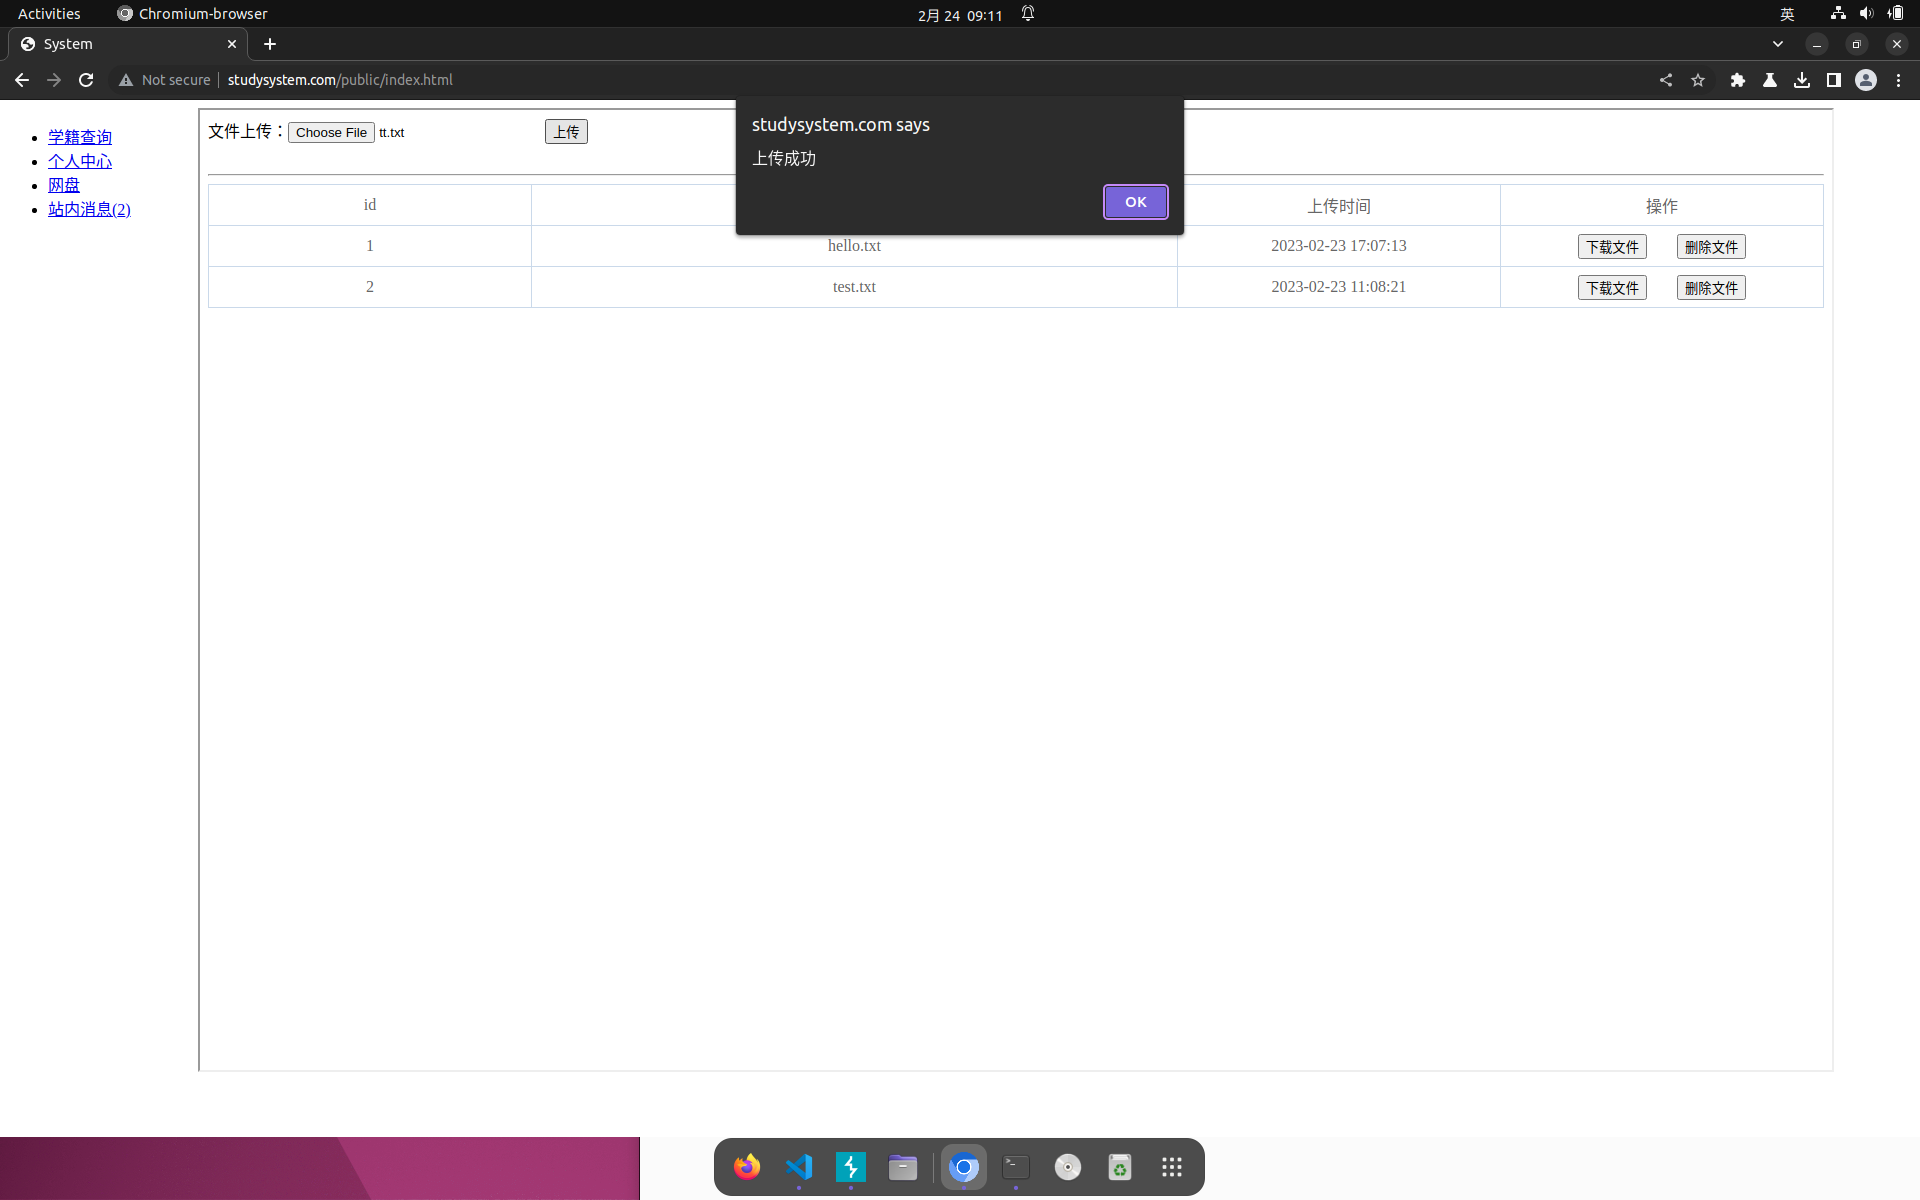 Activities
Chromium-browser
2月 24 09:11
英
System
Not secure
studysystem.com/public/index.html
学籍查询
个人中心
网盘
站内消息(2)
文件上传：Choose File tt.txt 上传
studysystem.com says
上传成功
OK
id 上传时间 操作
1 hello.txt 2023-02-23 17:07:13 下载文件 删除文件
2 test.txt 2023-02-23 11:08:21 下载文件 删除文件